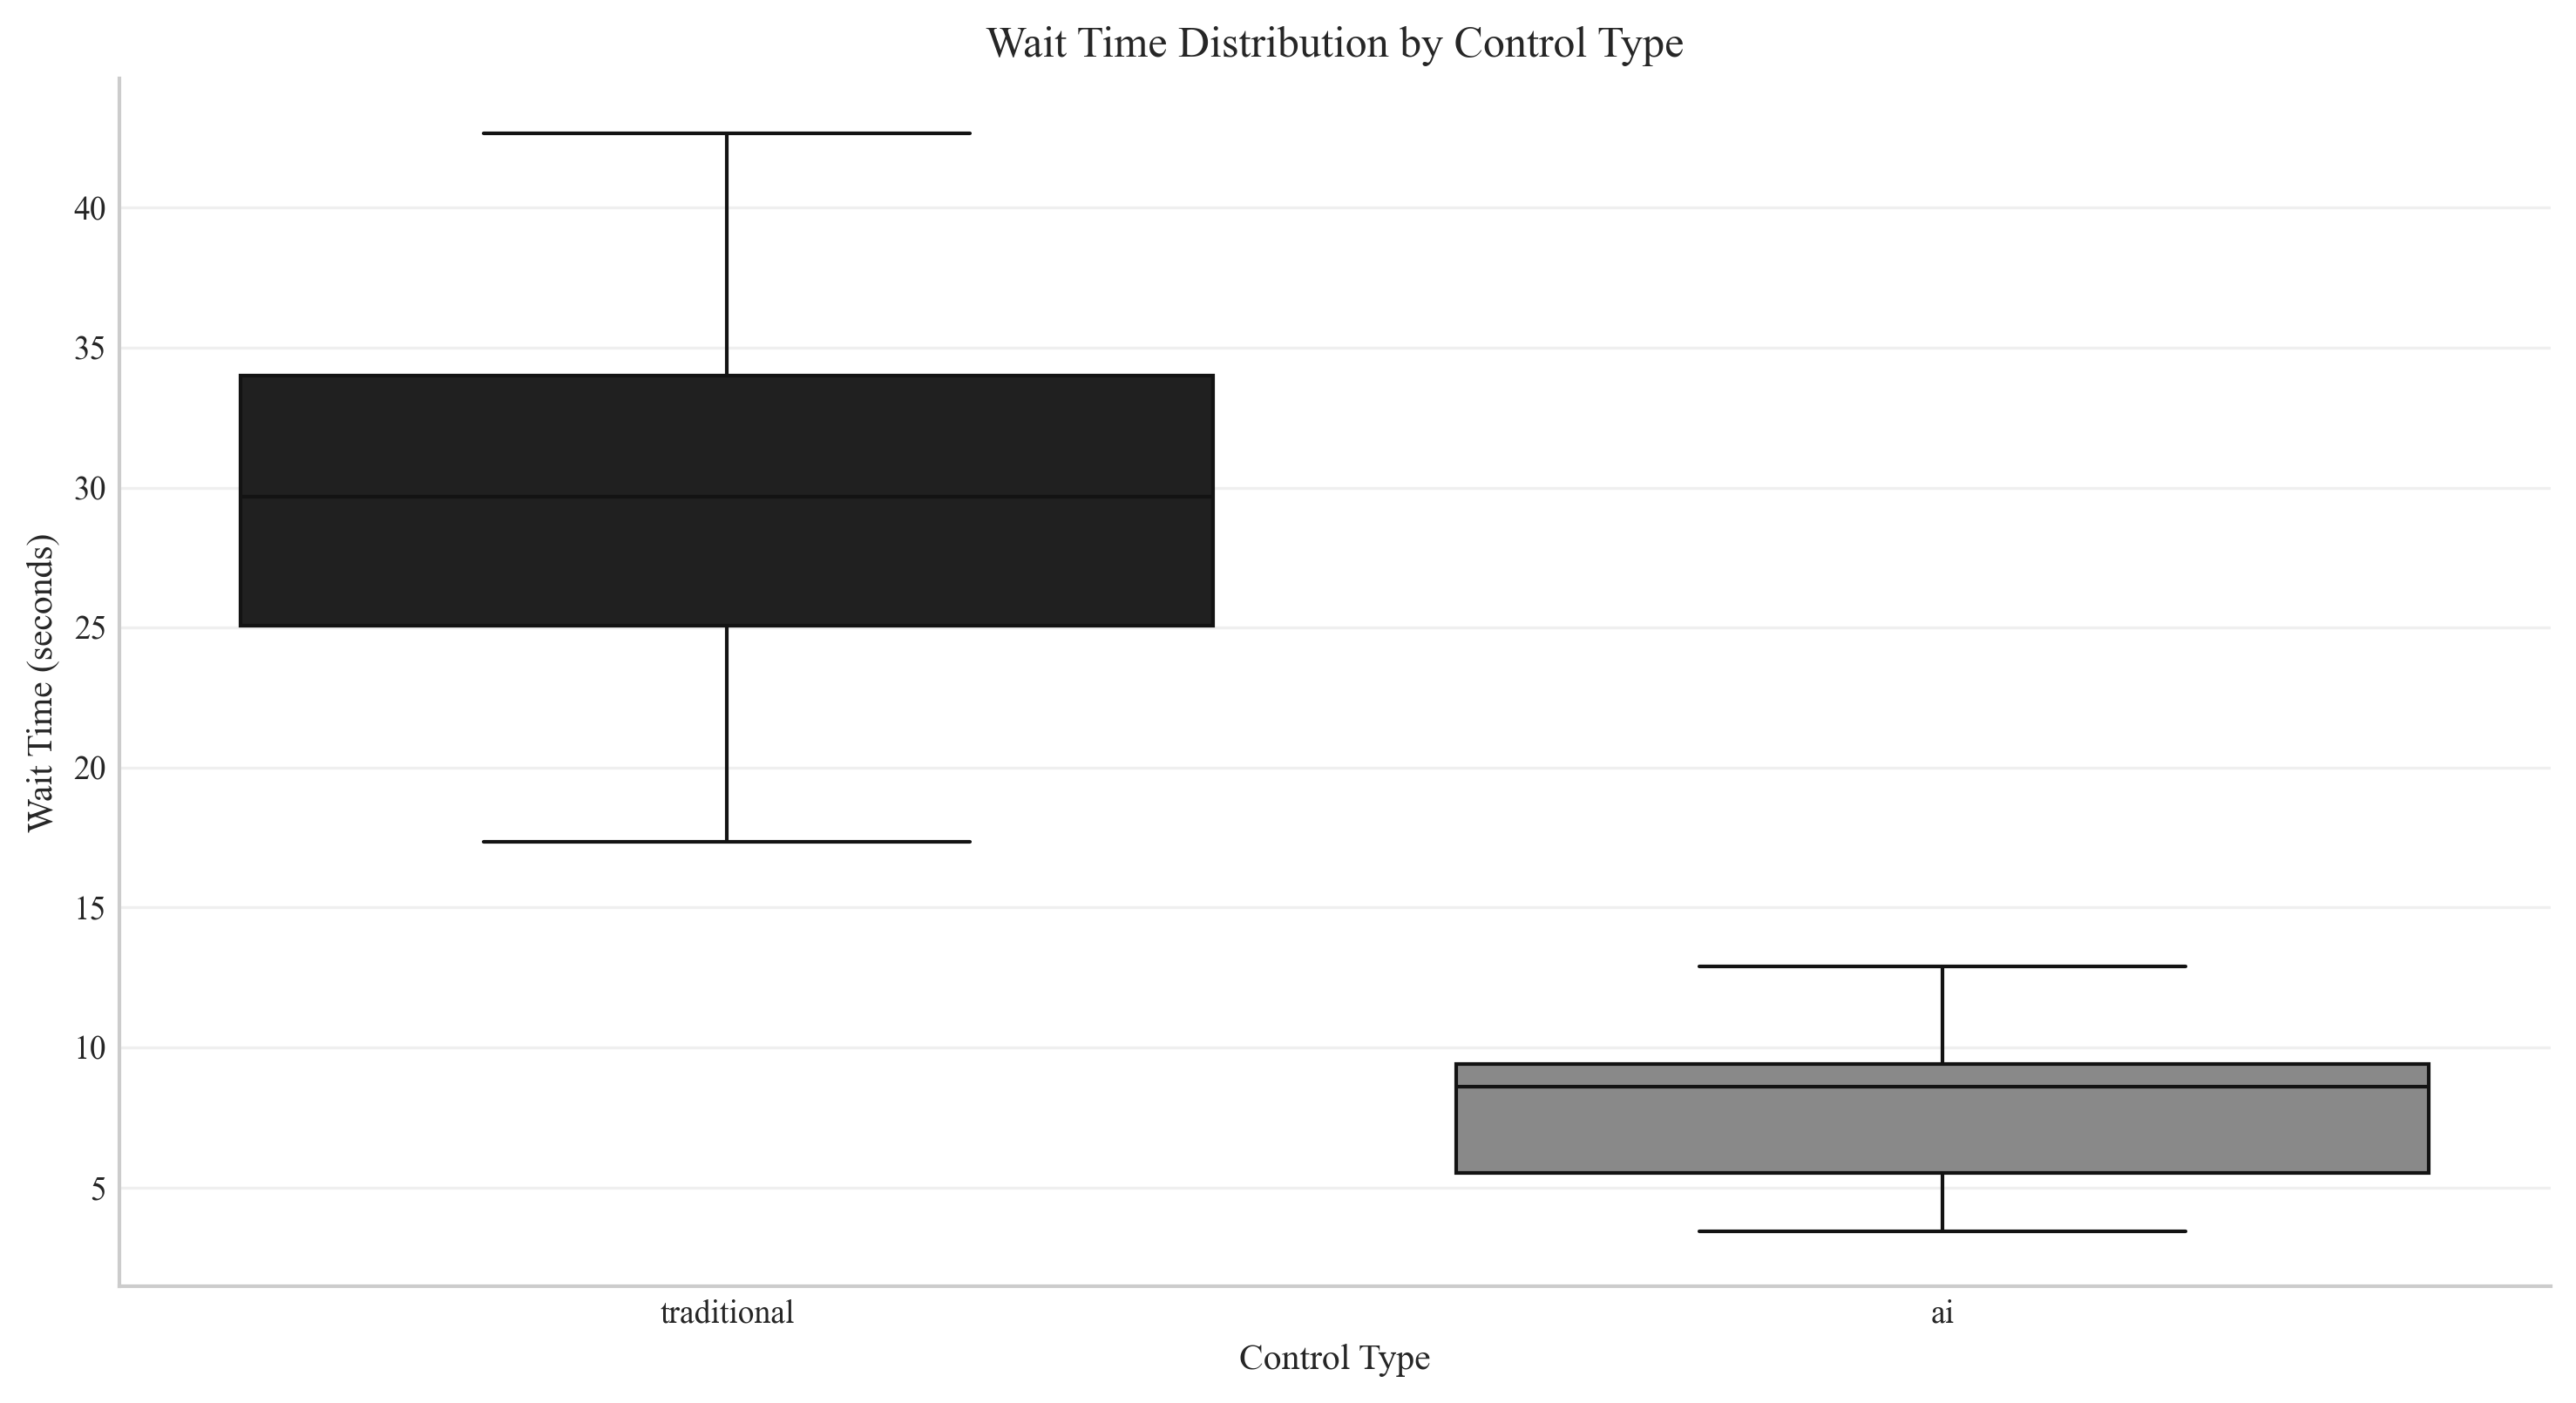 Wait Time Distribution by Control Type
Wait Time (seconds)
40
35
30
25
20
15
10
5
traditional
ai
Control Type